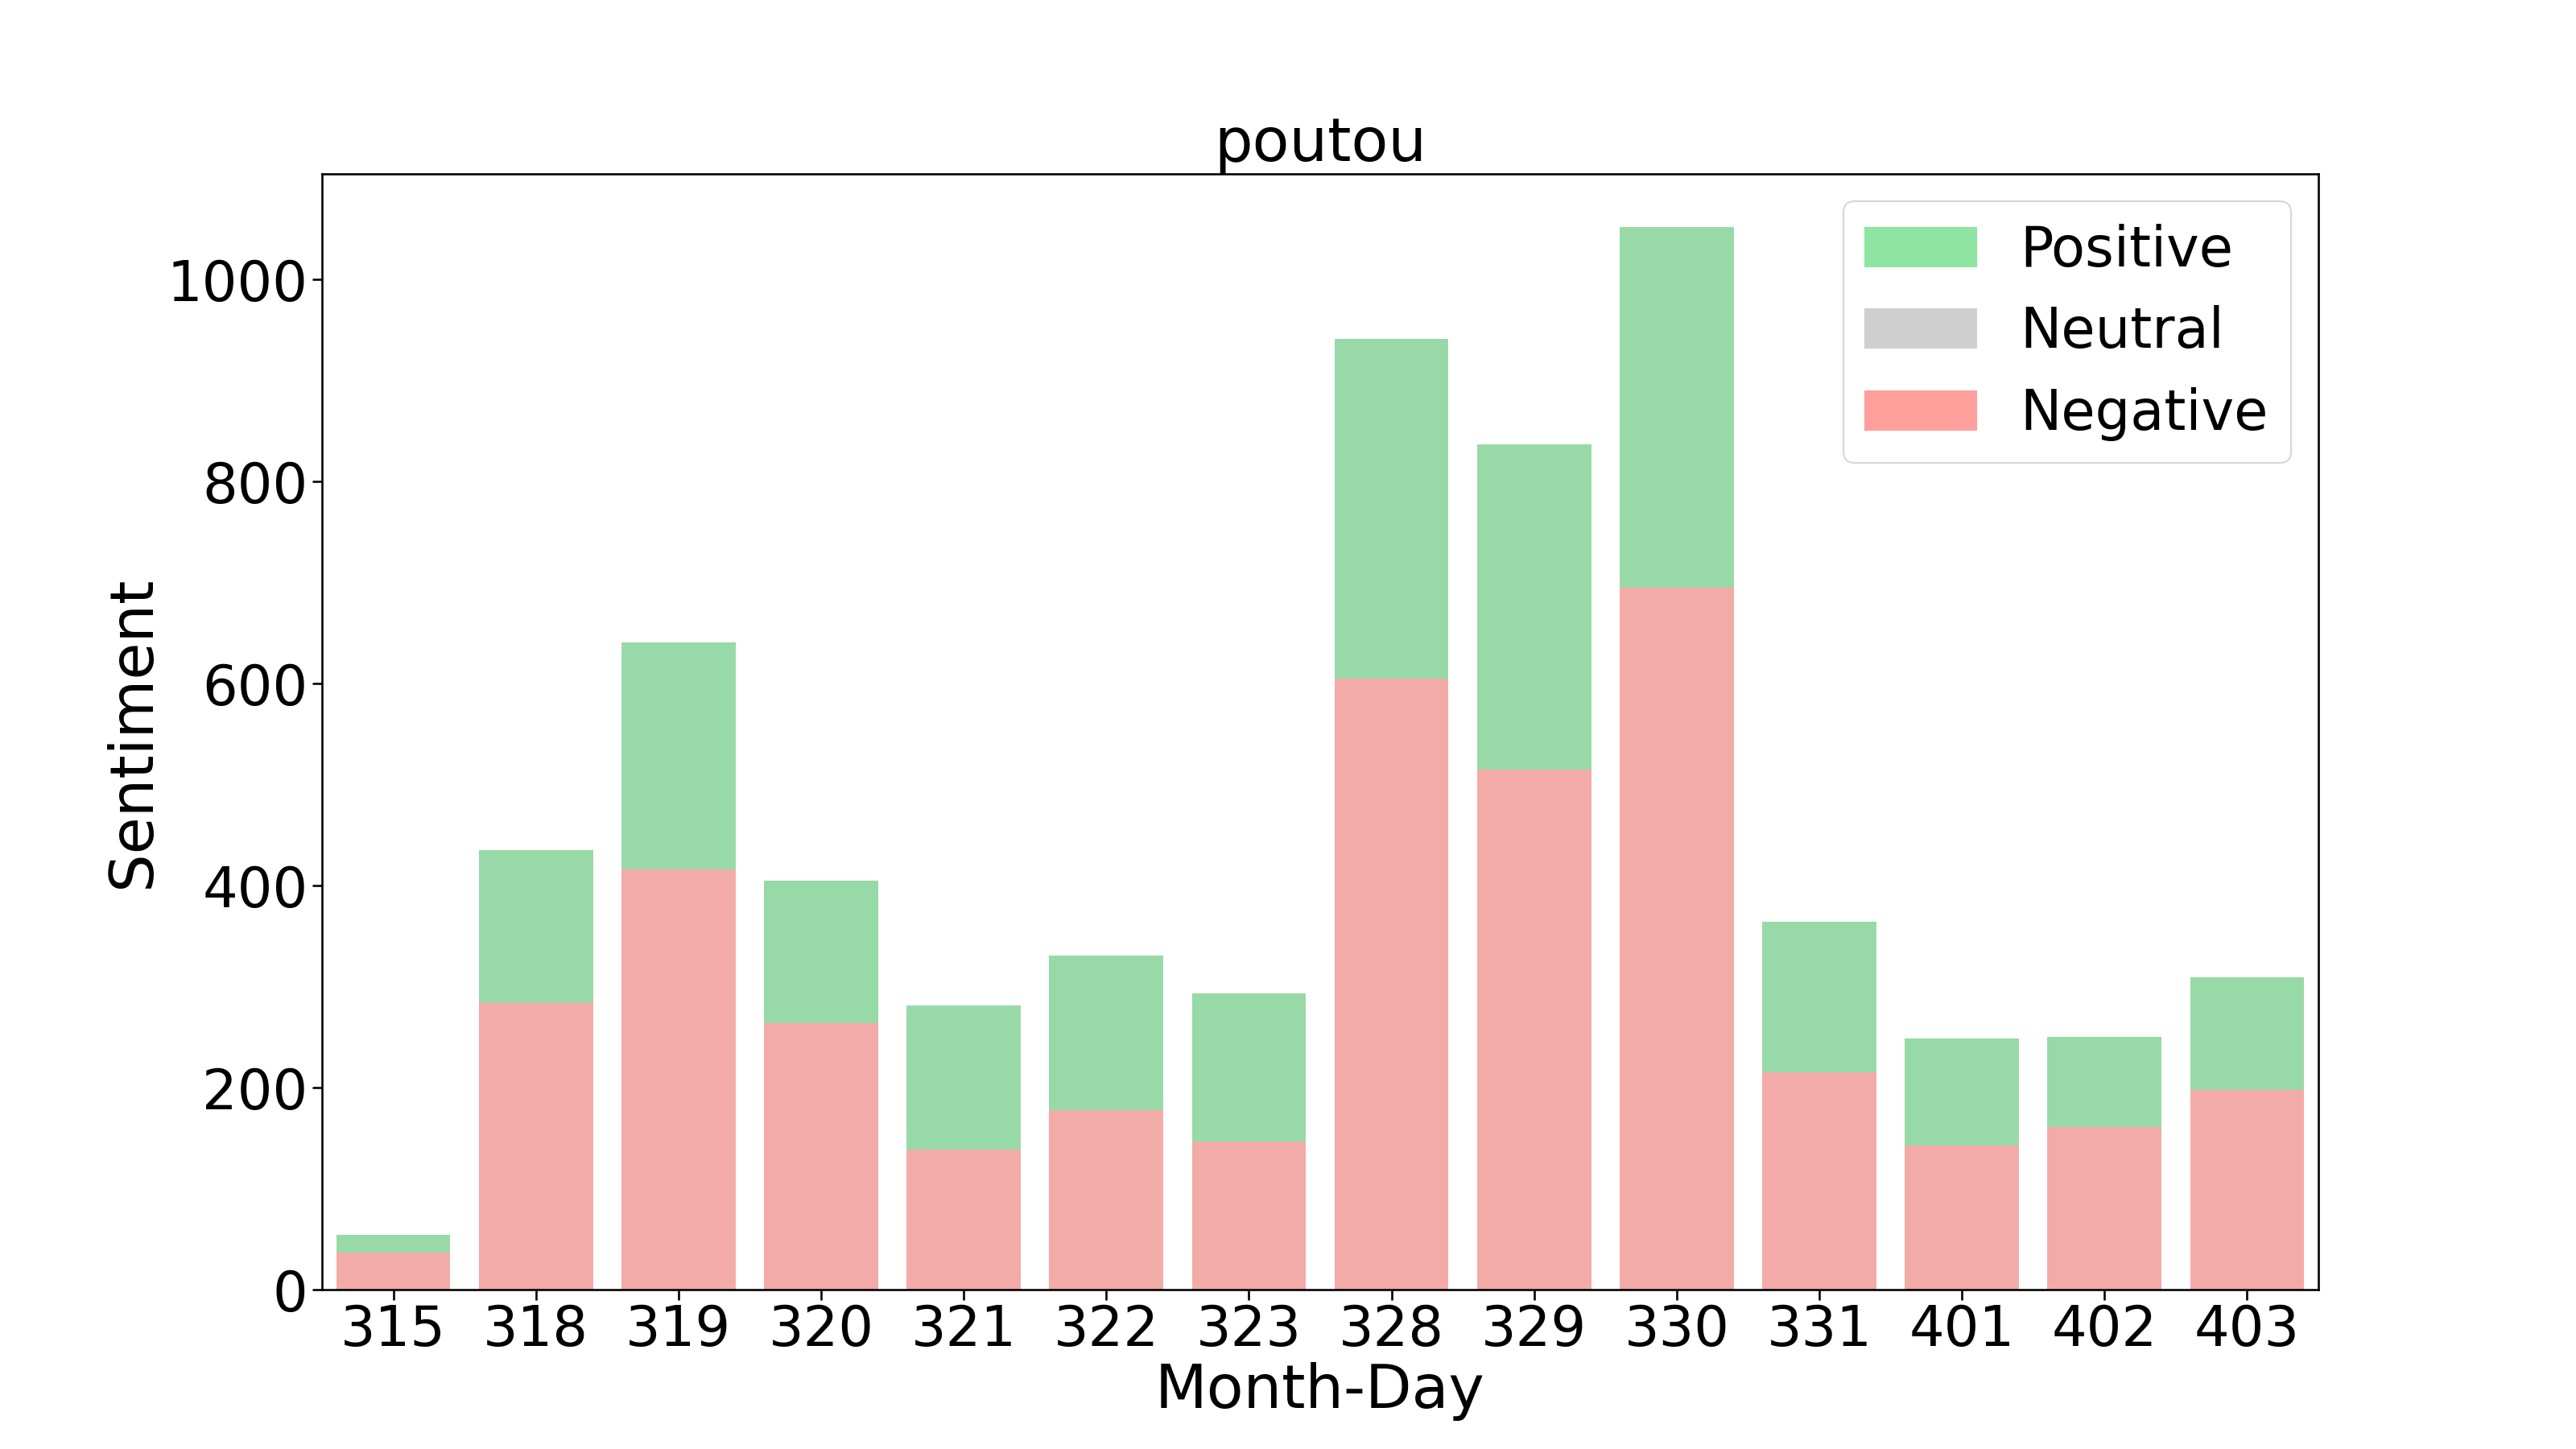 poutou
Positive
Neutral
Negative
1000
800
600
400
200
0
Sentiment
315 318 319 320 321 322 323 328 329 330 331 401 402 403
Month-Day